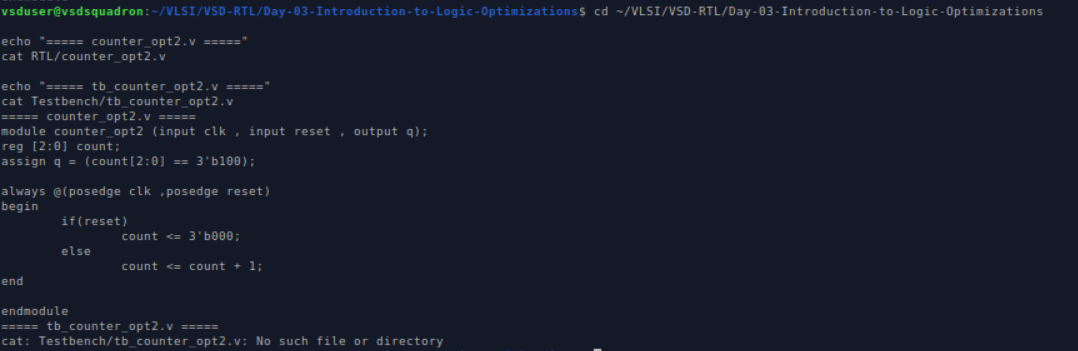 vsduser@vsdsquadron:~/VLSI/VSD-RTL/Day-03-Introduction-to-Logic-Optimizations$ cd ~/VLSI/VSD-RTL/Day-03-Introduction-to-Logic-Optimizations
echo "===== counter_opt2.v ====="
cat RTL/counter_opt2.v
echo "===== tb_counter_opt2.v ====="
cat Testbench/tb_counter_opt2.v
===== counter_opt2.v =====
module counter_opt2 (input clk , input reset , output q);
reg [2:0] count;
assign q = (count[2:0] == 3'b100);
always @(posedge clk ,posedge reset)
begin
        if(reset)
                count <= 3'b000;
        else
                count <= count + 1;
end
endmodule
===== tb_counter_opt2.v =====
cat: Testbench/tb_counter_opt2.v: No such file or directory